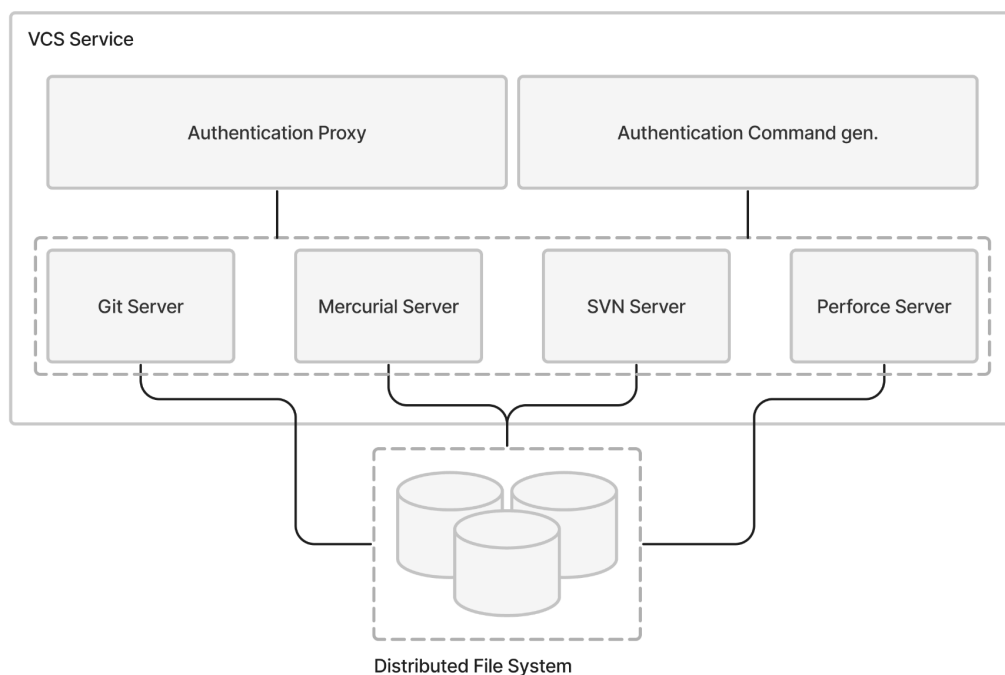 VCS Service
Authentication Proxy
Authentication Command gen.
Git Server
Mercurial Server
SVN Server
Perforce Server
Distributed File System